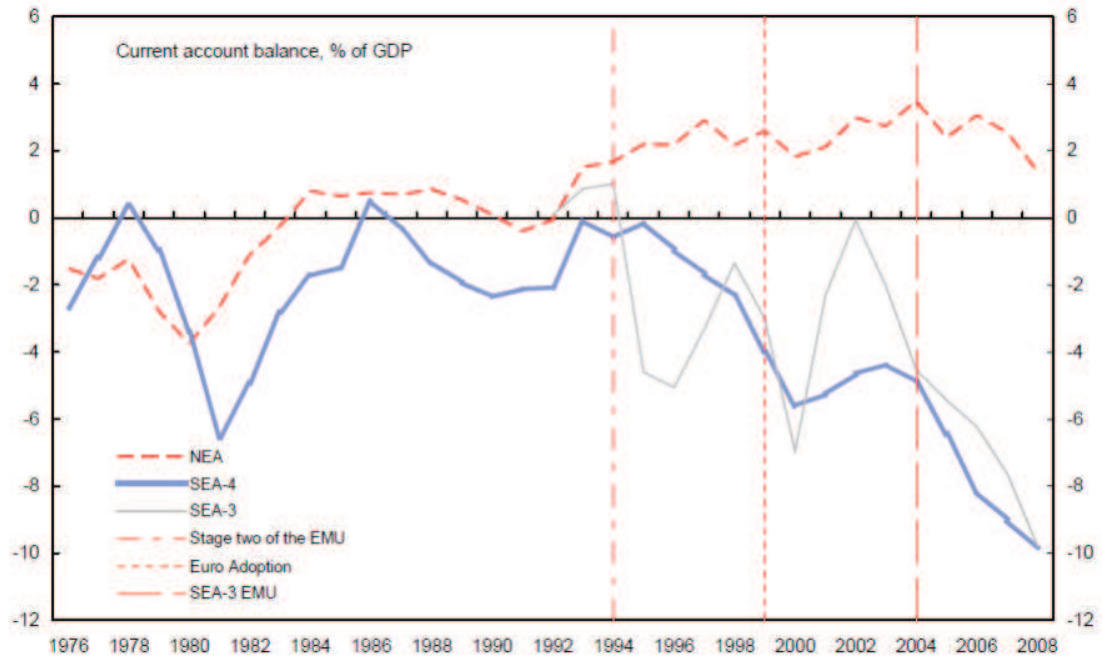 Current account balance, % of GDP
6
4
2
0
-2
-4
-6
-8
-10
-12
6
4
2
0
-2
-4
-6
-8
-10
-12
NEA
SEA-4
SEA-3
Stage two of the EMU
Euro Adoption
SEA-3 EMU
1976 1978 1980 1982 1984 1986 1988 1990 1992 1994 1996 1998 2000 2002 2004 2006 2008